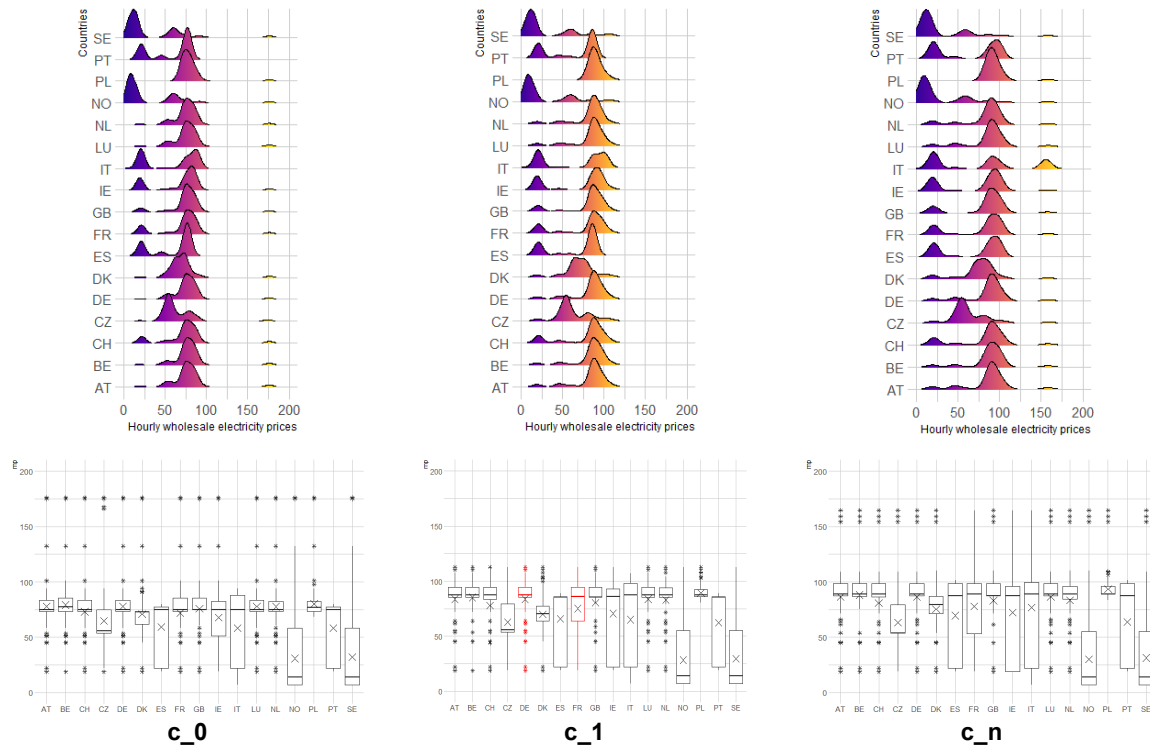 Countries
SE
PT
PL
NO
NL
LU
IT
IE
GB
FR
ES
DK
DE
CZ
CH
BE
AT
0 50 100 150 200
Hourly wholesale electricity prices
Countries
SE
PT
PL
NO
NL
LU
IT
IE
GB
FR
ES
DK
DE
CZ
CH
BE
AT
0 50 100 150 200
Hourly wholesale electricity prices
Countries
SE
PT
PL
NO
NL
LU
IT
IE
GB
FR
ES
DK
DE
CZ
CH
BE
AT
0 50 100 150 200
Hourly wholesale electricity prices
mp
200
150
100
50
0
AT BE CH CZ DE DK ES FR GB IE IT LU NL NO PL PT SE
c_0
mp
200
150
100
50
0
AT BE CH CZ DE DK ES FR GB IE IT LU NL NO PL PT SE
c_1
mp
200
150
100
50
0
AT BE CH CZ DE DK ES FR GB IE IT LU NL NO PL PT SE
c_n